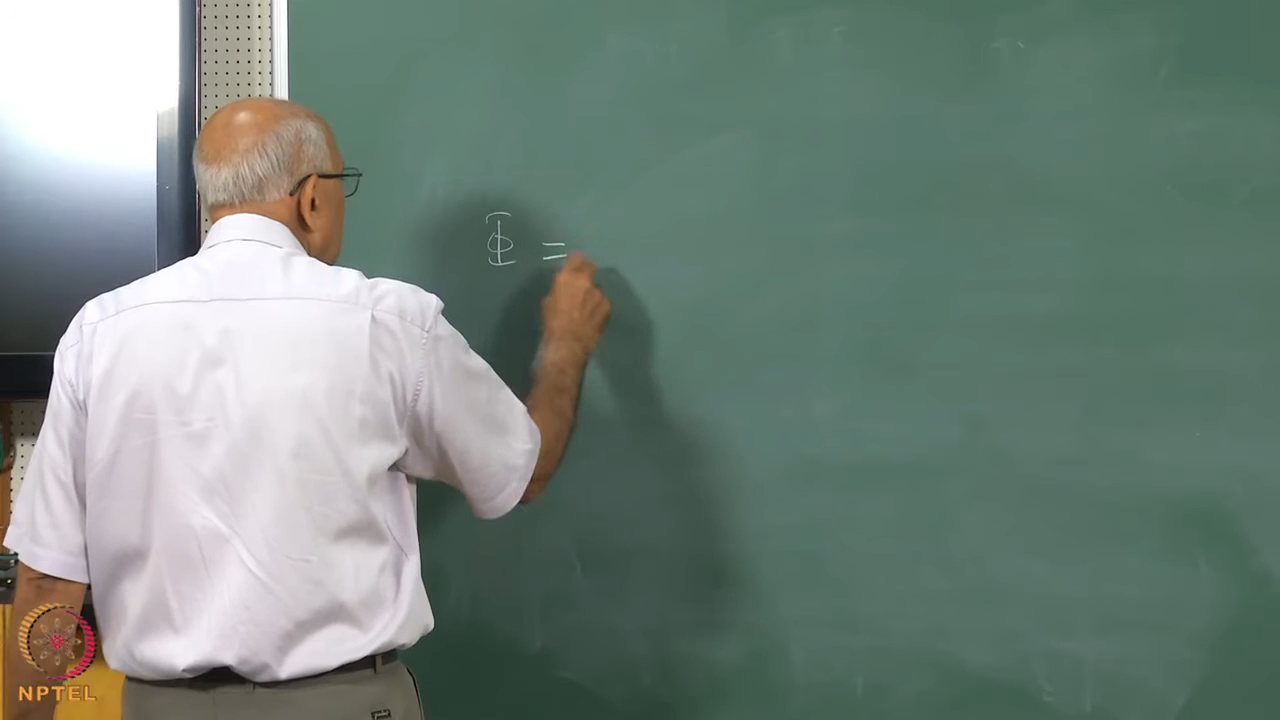 Φ =
NPTEL